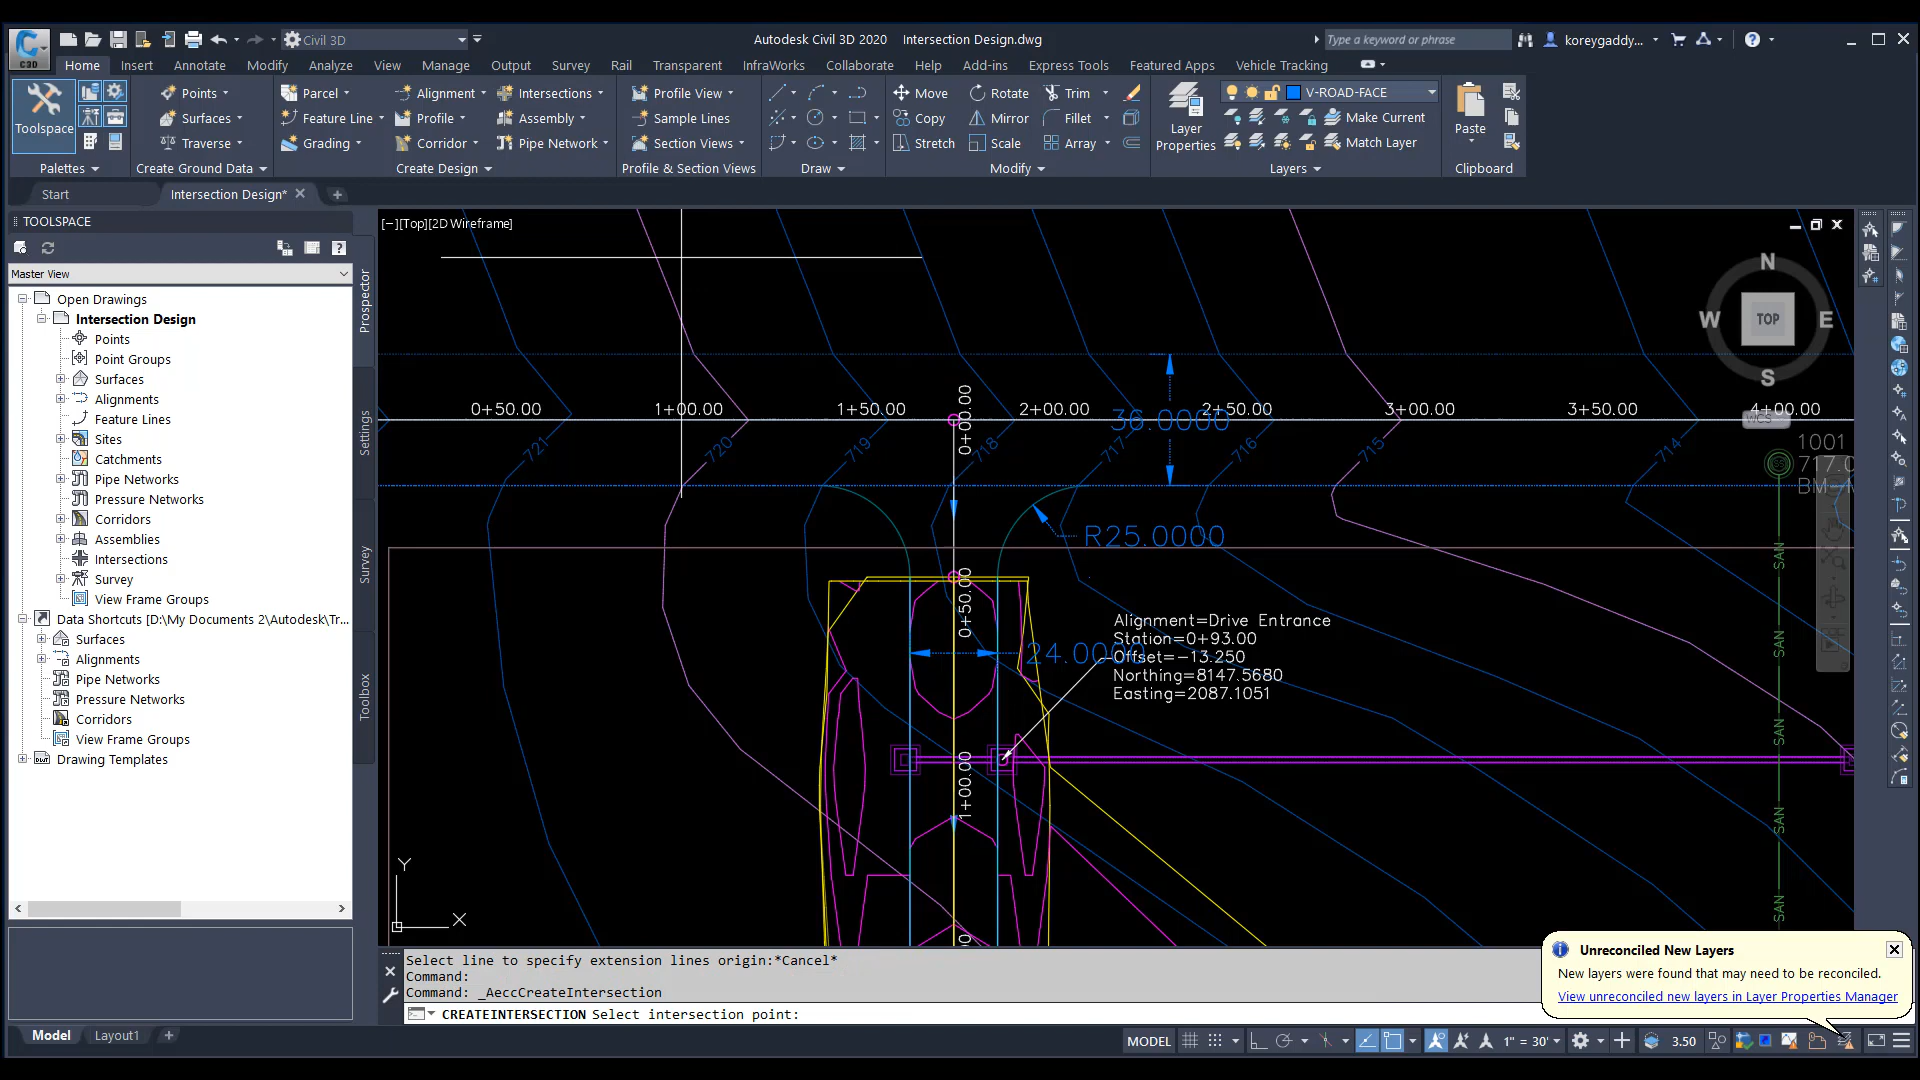 Civil 3D
Autodesk Civil 3D 2020 Intersection Design.dwg
Type a keyword or phrase
koreygaddy...
C3D
Home Insert Annotate Modify Analyze View Manage Output Survey Rail Transparent InfraWorks Collaborate Help Add-ins Express Tools Featured Apps Vehicle Tracking
Toolspace
Points
Surfaces
Traverse
Parcel
Feature Line
Grading
Alignment
Profile
Corridor
Intersections
Assembly
Pipe Network
Profile View
Sample Lines
Section Views
Move
Copy
Stretch
Rotate
Mirror
Scale
Trim
Fillet
Array
Layer
Properties
V-ROAD-FACE
Make Current
Match Layer
Paste
Palettes Create Ground Data Create Design Profile & Section Views Draw Modify Layers Clipboard
Start Intersection Design*
TOOLSPACE
Master View
Open Drawings
Intersection Design
Points
Point Groups
Surfaces
Alignments
Feature Lines
Sites
Catchments
Pipe Networks
Pressure Networks
Corridors
Assemblies
Intersections
Survey
View Frame Groups
Data Shortcuts [D:\My Documents 2\Autodesk\Tr...
Surfaces
Alignments
Pipe Networks
Pressure Networks
Corridors
View Frame Groups
Drawing Templates
Prospector
Settings
Survey
Toolbox
[−][Top][2D Wireframe]
N
W TOP E
S
WCS
0+50.00 1+00.00 1+50.00 2+00.00 2+50.00 3+00.00 3+50.00 4+00.00
0+00.00
36.0000
721 720 719 718 717 716 715 714
1001
717.0
BM
R25.0000
0+50.00
24.0000
Alignment=Drive Entrance
Station=0+93.00
Offset=−13.250
Northing=8147.5680
Easting=2087.1051
1+00.00
SAN
SAN
SAN
SAN
Y
X
Select line to specify extension lines origin:*Cancel*
Command:
Command: _AeccCreateIntersection
CREATEINTERSECTION Select intersection point:
Unreconciled New Layers
New layers were found that may need to be reconciled.
View unreconciled new layers in Layer Properties Manager
Model Layout1
MODEL
1" = 30'
3.50